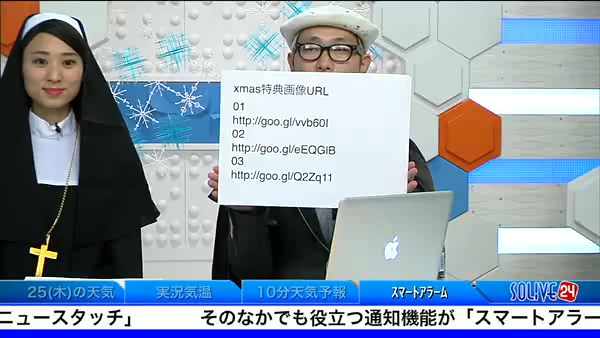 xmas特典画像URL
01
http://goo.gl/vvb60I
02
http://goo.gl/eEQGlB
03
http://goo.gl/Q2Zq11
25(木)の天気
実況気温
10分天気予報
スマートアラーム
SOLiVE24
ニュースタッチ」 そのなかでも役立つ通知機能が「スマートアラー